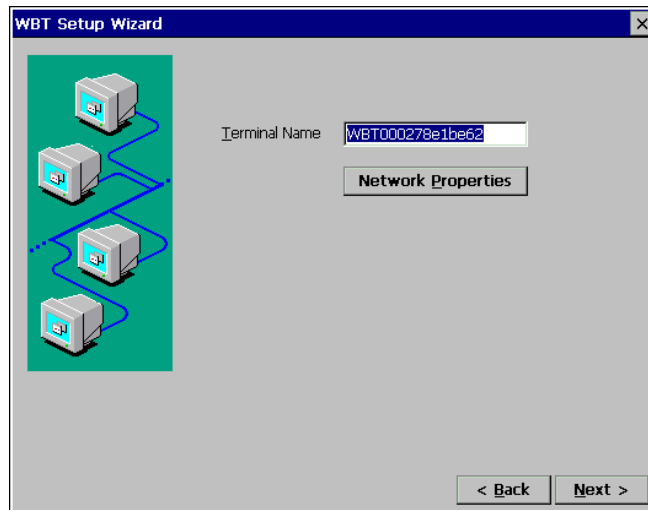 WBT Setup Wizard
Terminal Name WBT000278e1be62
Network Properties
< Back Next >